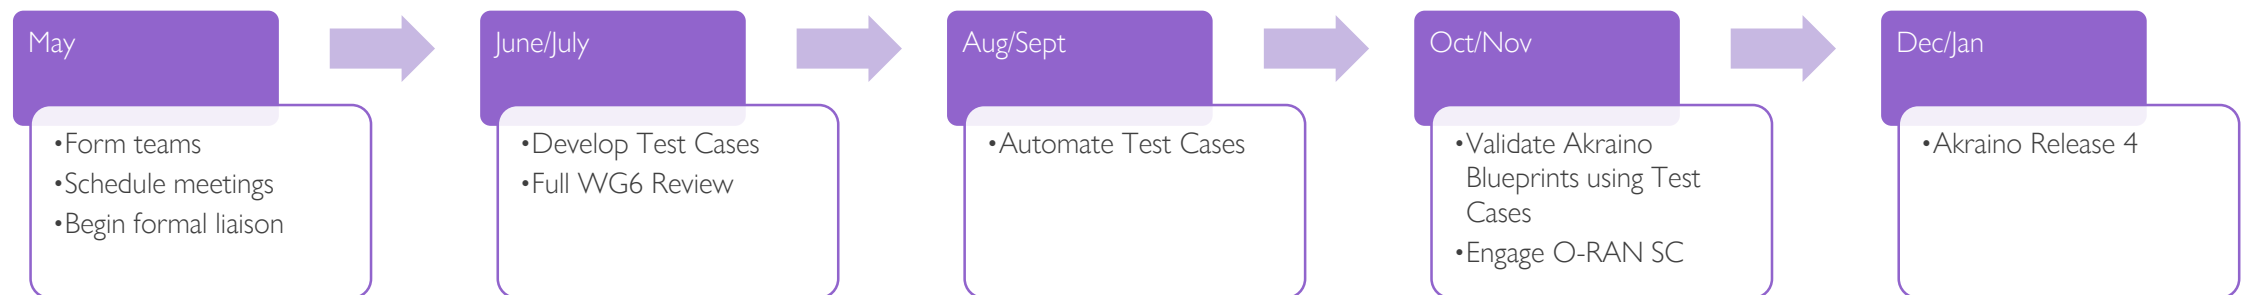 May
•Form teams
•Schedule meetings
•Begin formal liaison
June/July
•Develop Test Cases
•Full WG6 Review
Aug/Sept
•Automate Test Cases
Oct/Nov
•Validate Akraino
Blueprints using Test
Cases
•Engage O-RAN SC
Dec/Jan
•Akraino Release 4